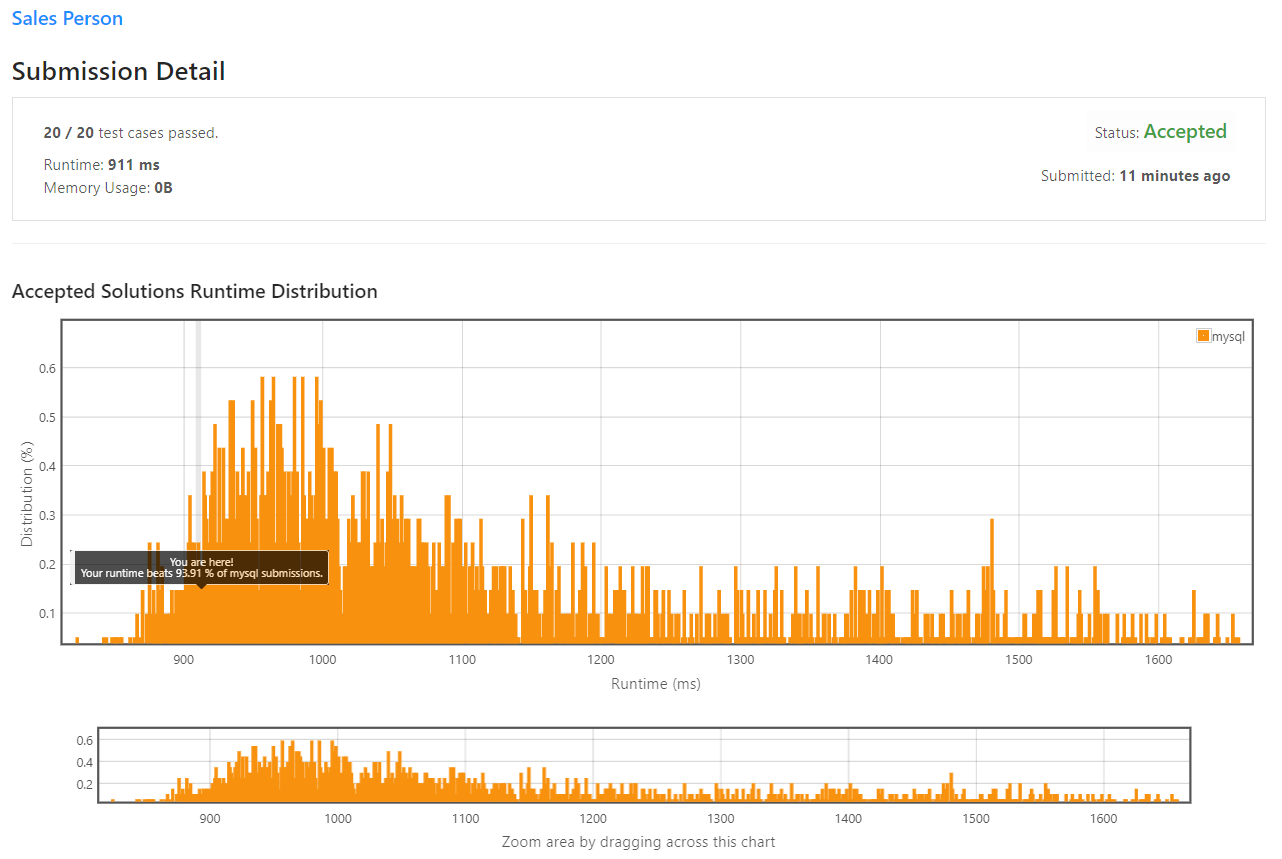 Sales Person
Submission Detail
20 / 20 test cases passed.
Status: Accepted
Runtime: 911 ms
Memory Usage: 0B
Submitted: 11 minutes ago
Accepted Solutions Runtime Distribution
mysql
Distribution (%)
0.6
0.5
0.4
0.3
0.2
0.1
You are here!
Your runtime beats 93.91 % of mysql submissions.
900 1000 1100 1200 1300 1400 1500 1600
Runtime (ms)
0.6
0.4
0.2
900 1000 1100 1200 1300 1400 1500 1600
Zoom area by dragging across this chart